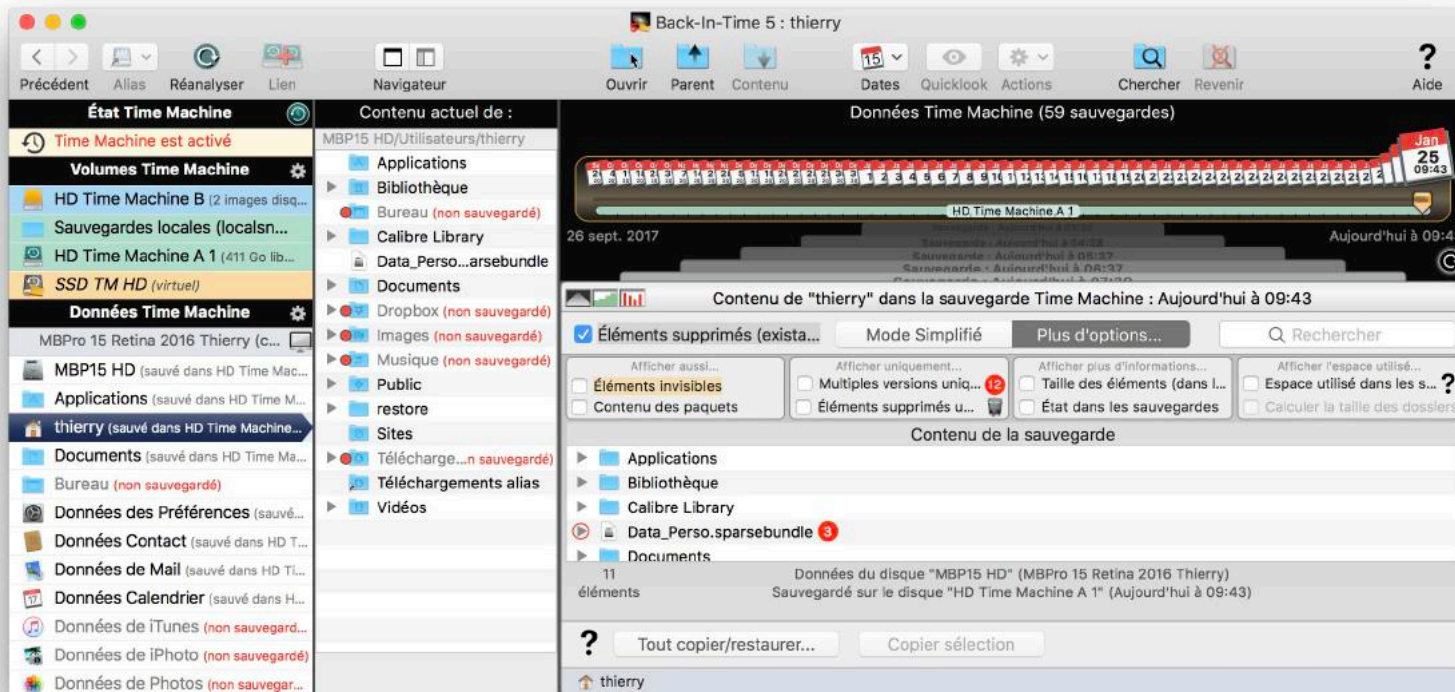 Back-In-Time 5 : thierry
Précédent Alias Réanalyser Lien Navigateur Ouvrir Parent Contenu Dates Quicklook Actions Chercher Revenir Aide
État Time Machine
Time Machine est activé
Volumes Time Machine
HD Time Machine B (2 images disq...
Sauvegardes locales (localsn...
HD Time Machine A 1 (411 Go lib...
SSD TM HD (virtuel)
Données Time Machine
MBPro 15 Retina 2016 Thierry (c...
MBP15 HD (sauvé dans HD Time Mac...
Applications (sauvé dans HD Time M...
thierry (sauvé dans HD Time Machine...
Documents (sauvé dans HD Time Ma...
Bureau (non sauvegardé)
Données des Préférences (sauvé...
Données Contact (sauvé dans HD T...
Données de Mail (sauvé dans HD Ti...
Données Calendrier (sauvé dans H...
Données de iTunes (non sauvegard...
Données de iPhoto (non sauvegardé)
Données de Photos (non sauvegar...
Contenu actuel de :
MBP15 HD/Utilisateurs/thierry
Applications
Bibliothèque
Bureau (non sauvegardé)
Calibre Library
Data_Perso...arsebundle
Documents
Dropbox (non sauvegardé)
Images (non sauvegardé)
Musique (non sauvegardé)
Public
restore
Sites
Télécharge...n sauvegardé)
Téléchargements alias
Vidéos
Données Time Machine (59 sauvegardes)
Jan
25
09:43
HD Time Machine A 1
26 sept. 2017
Aujourd'hui à 09:4
Sauvegarde : Aujourd'hui à 06:37
Contenu de "thierry" dans la sauvegarde Time Machine : Aujourd'hui à 09:43
Éléments supprimés (exista... Mode Simplifié Plus d'options... Rechercher
Afficher aussi...
Éléments invisibles
Contenu des paquets
Afficher uniquement...
Multiples versions uniq... 12
Éléments supprimés u...
Afficher plus d'informations...
Taille des éléments (dans l...
État dans les sauvegardes
Afficher l'espace utilisé...
Espace utilisé dans les s... ?
Calculer la taille des dossiers
Contenu de la sauvegarde
Applications
Bibliothèque
Calibre Library
Data_Perso.sparsebundle 3
Documents
11 éléments
Données du disque "MBP15 HD" (MBPro 15 Retina 2016 Thierry)
Sauvegardé sur le disque "HD Time Machine A 1" (Aujourd'hui à 09:43)
? Tout copier/restaurer... Copier sélection
thierry